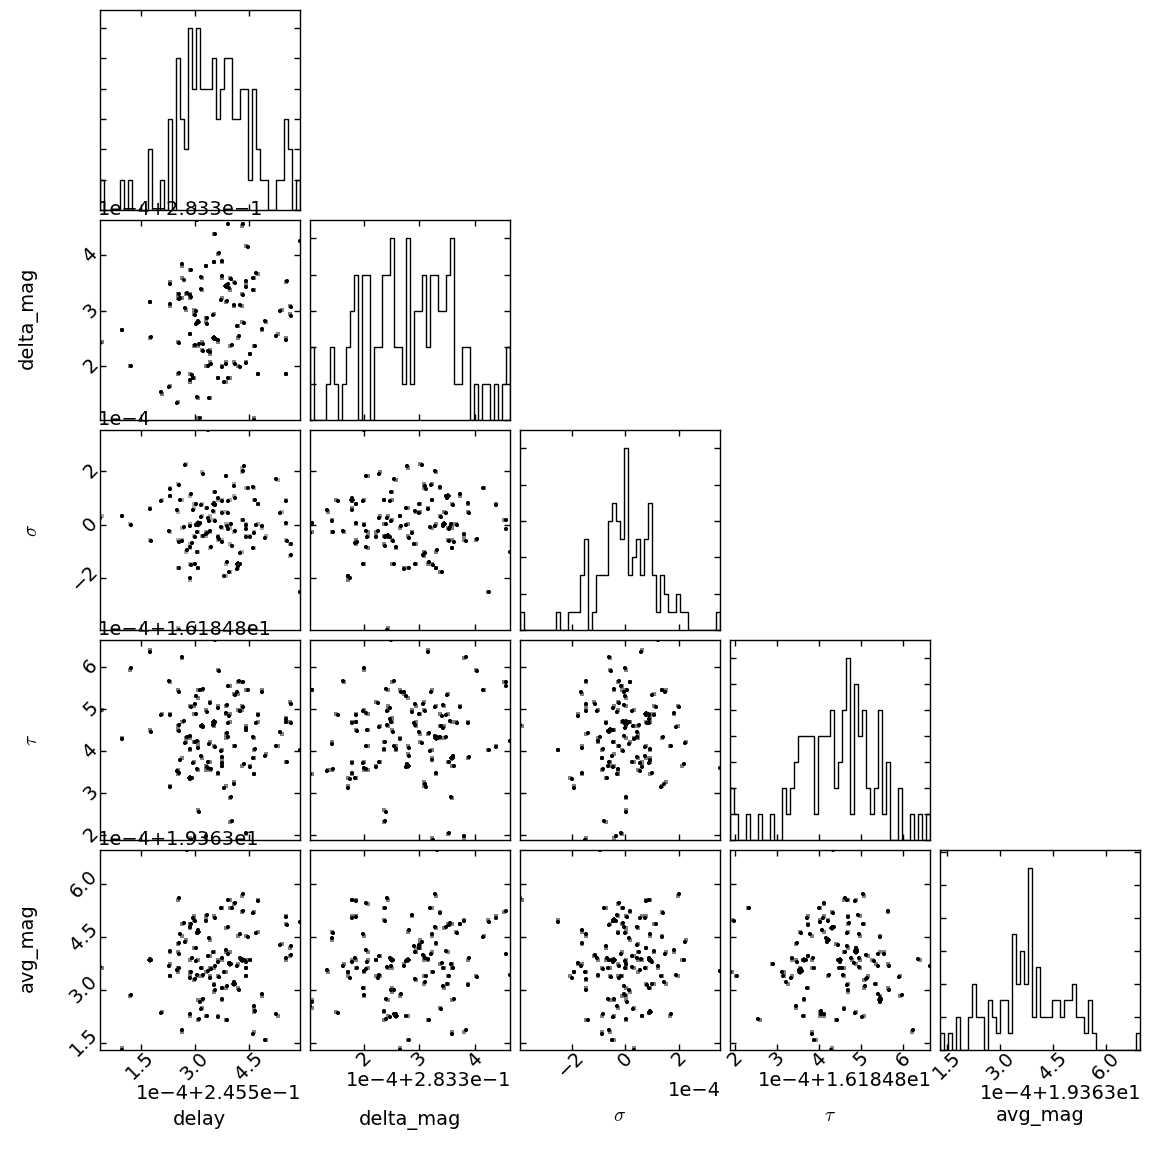 1e−4+2.833e−1
delta_mag
4
3
2
1e−4
σ
2
0
−2
1e−4+1.61848e1
τ
6
5
4
3
2
1e−4+1.9363e1
avg_mag
6.0
4.5
3.0
1.5
1.5 3.0 4.5
2 3 4
−2 0 2
2 3 4 5 6
1.5 3.0 4.5 6.0
1e−4+2.455e−1
1e−4+2.833e−1
1e−4
1e−4+1.61848e1
1e−4+1.9363e1
delay
delta_mag
σ
τ
avg_mag